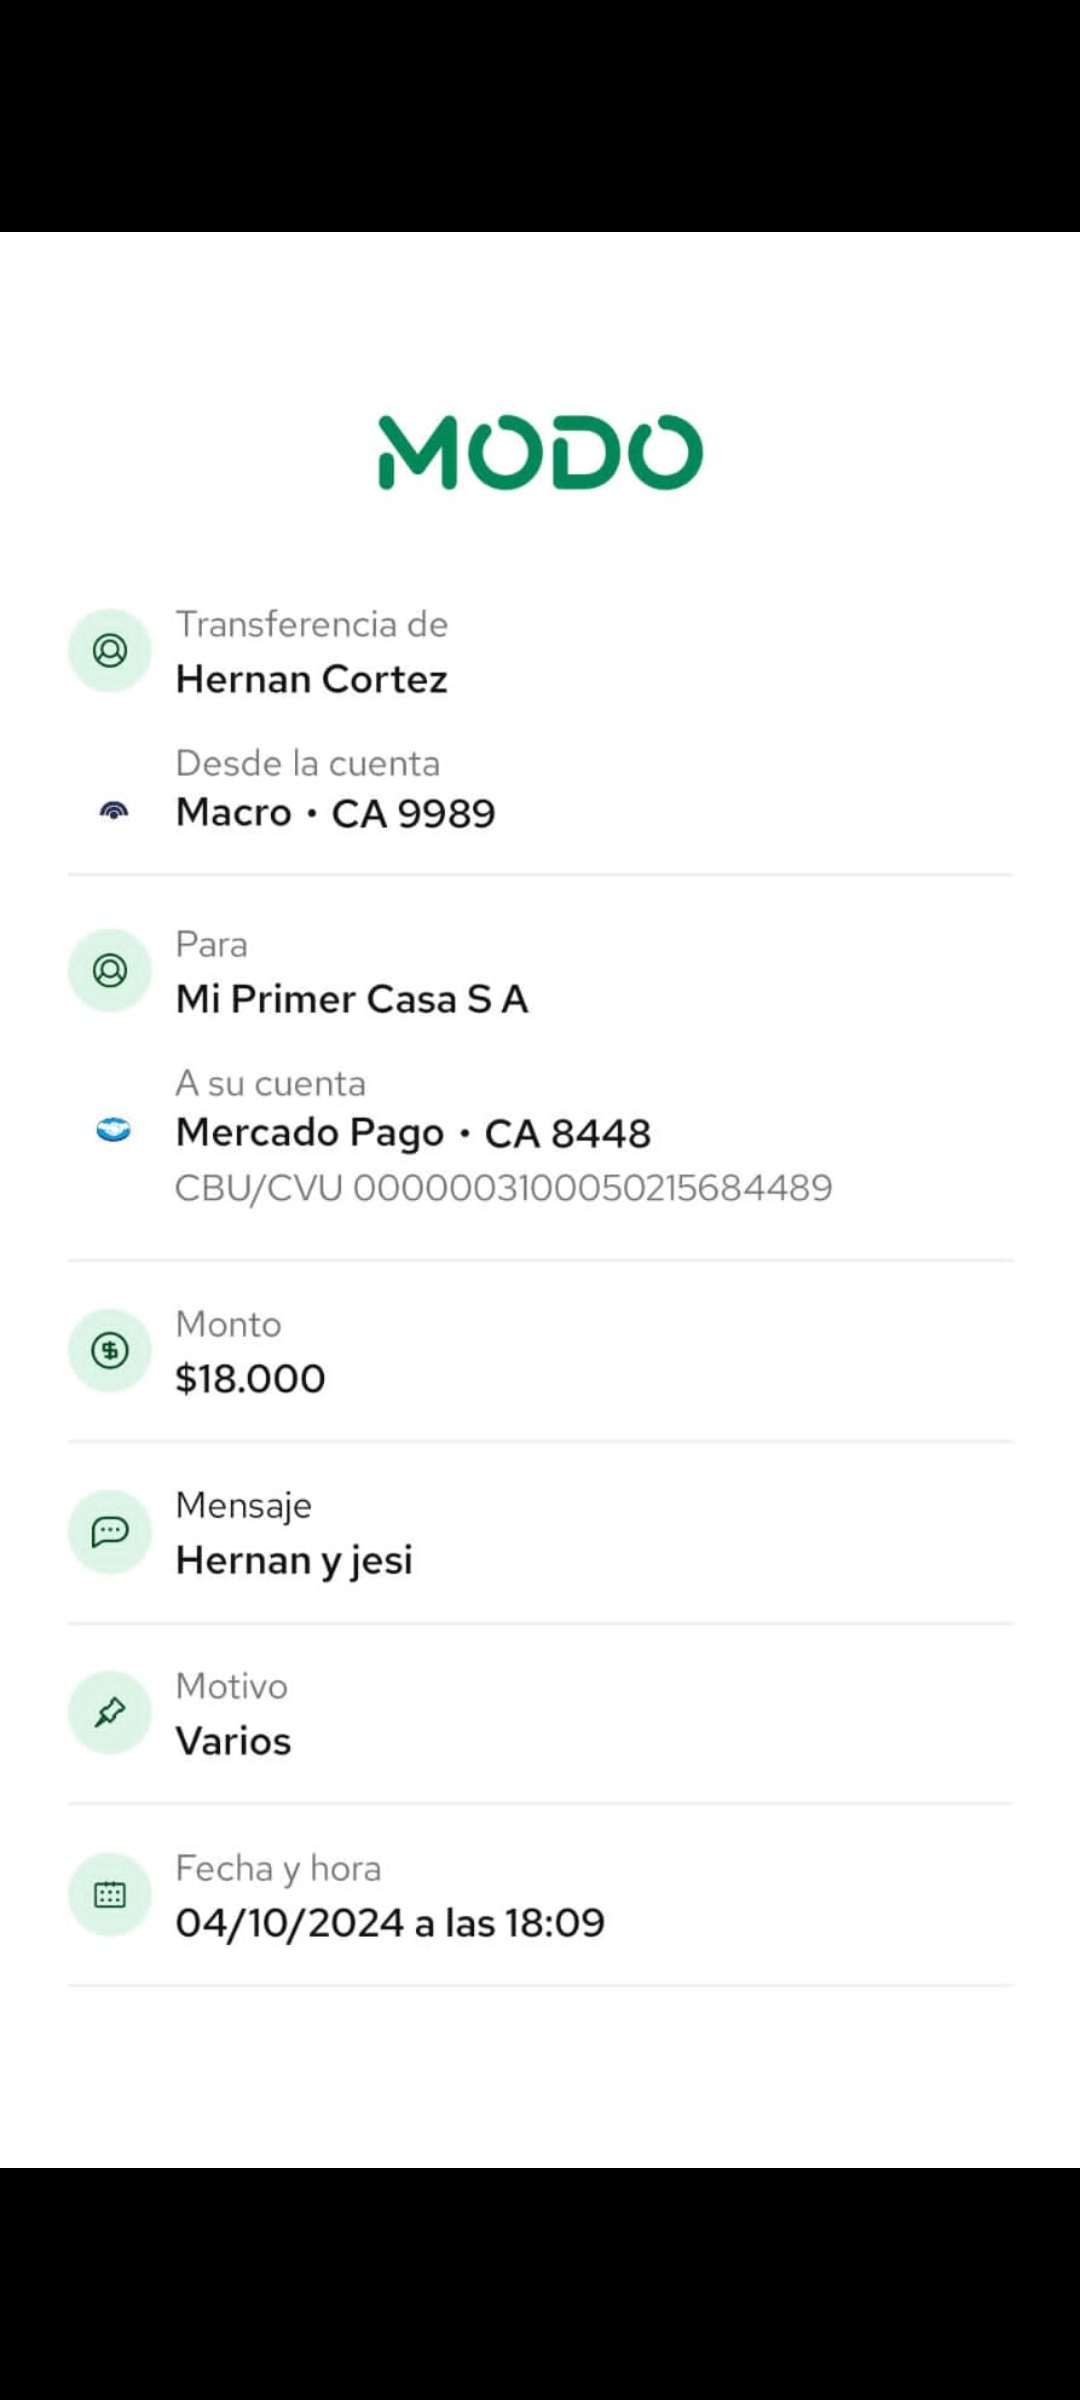 MODO
Transferencia de
Hernan Cortez
Desde la cuenta
Macro • CA 9989
Para
Mi Primer Casa S A
A su cuenta
Mercado Pago • CA 8448
CBU/CVU 0000003100050215684489
Monto
$18.000
Mensaje
Hernan y jesi
Motivo
Varios
Fecha y hora
04/10/2024 a las 18:09